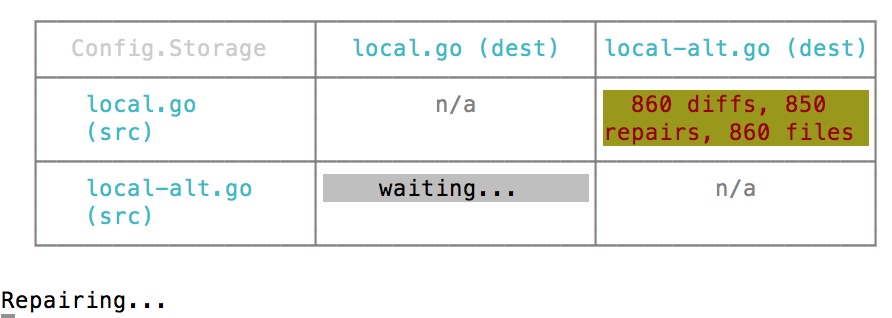 Config.Storage local.go (dest) local-alt.go (dest)
local.go n/a 860 diffs, 850
(src) repairs, 860 files
local-alt.go waiting... n/a
(src)
Repairing...